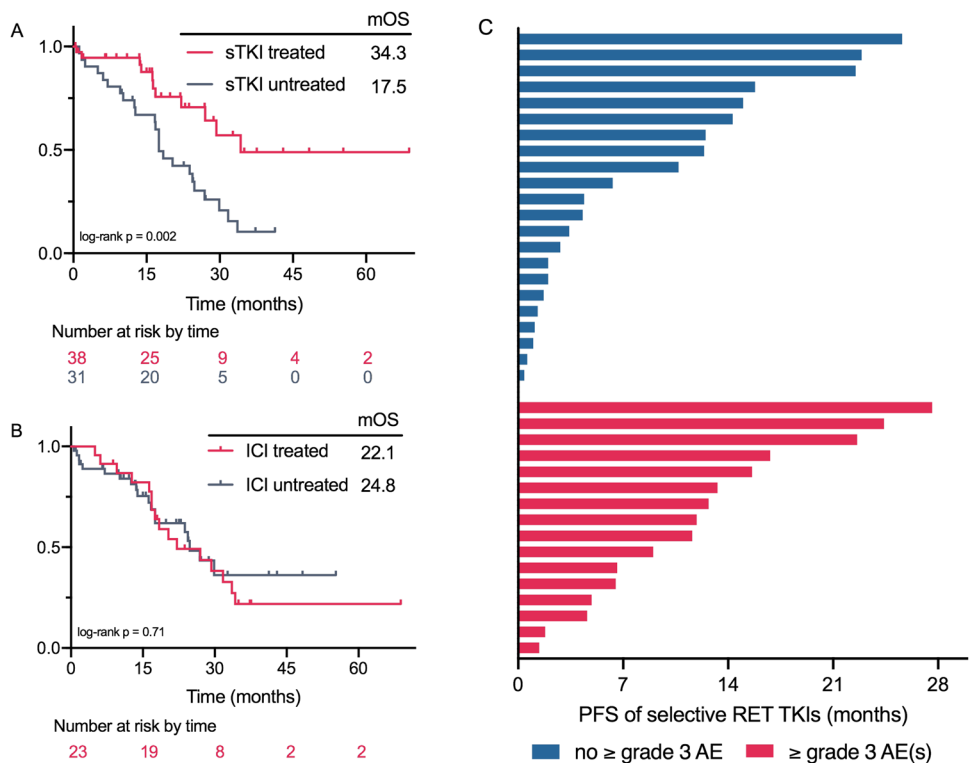 A
mOS
sTKI treated 34.3
sTKI untreated 17.5
1.0
0.5
0.0
log-rank p = 0.002
0 15 30 45 60
Time (months)
Number at risk by time
38 25 9 4 2
31 20 5 0 0
B
mOS
ICI treated 22.1
ICI untreated 24.8
1.0
0.5
0.0
log-rank p = 0.71
0 15 30 45 60
Time (months)
Number at risk by time
23 19 8 2 2
C
0 7 14 21 28
PFS of selective RET TKIs (months)
no ≥ grade 3 AE ≥ grade 3 AE(s)